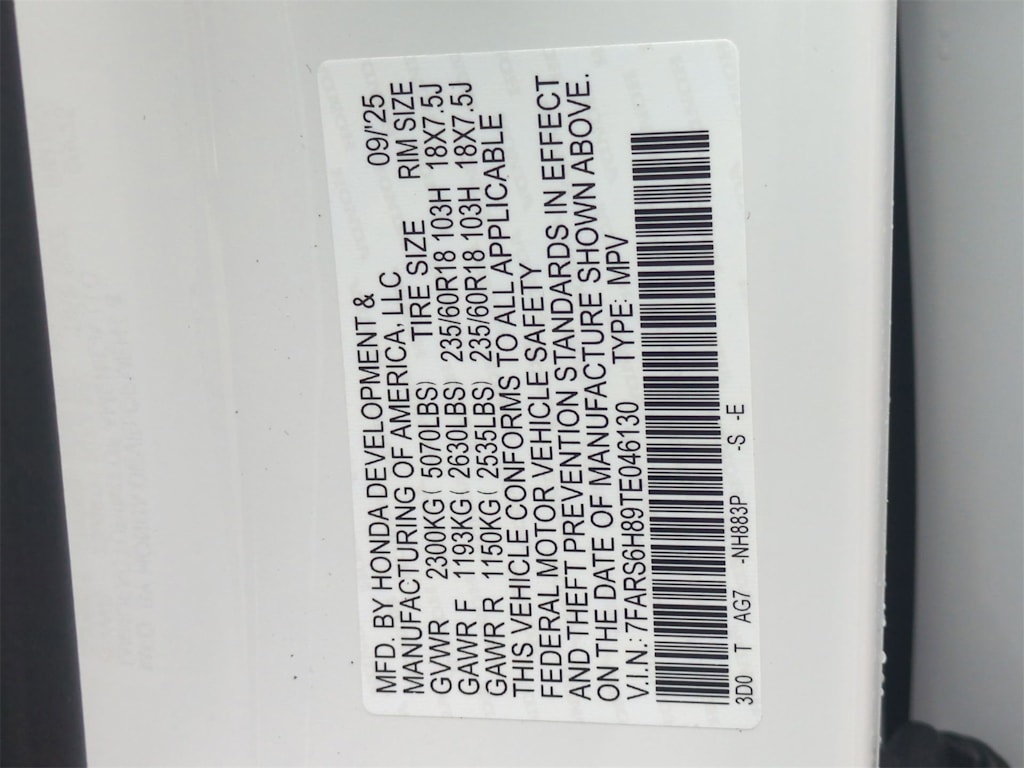 MFD. BY HONDA DEVELOPMENT & 09/'25
MANUFACTURING OF AMERICA, LLC
TIRE SIZE RIM SIZE
GVWR 2300KG( 5070LBS)
GAWR F 1193KG( 2630LBS) 235/60R18 103H 18X7.5J
GAWR R 1150KG( 2535LBS) 235/60R18 103H 18X7.5J
THIS VEHICLE CONFORMS TO ALL APPLICABLE
FEDERAL MOTOR VEHICLE SAFETY
AND THEFT PREVENTION STANDARDS IN EFFECT
ON THE DATE OF MANUFACTURE SHOWN ABOVE.
V.I.N.: 7FARS6H89TE046130 TYPE: MPV
3D0 T AG7 -NH883P -S -E